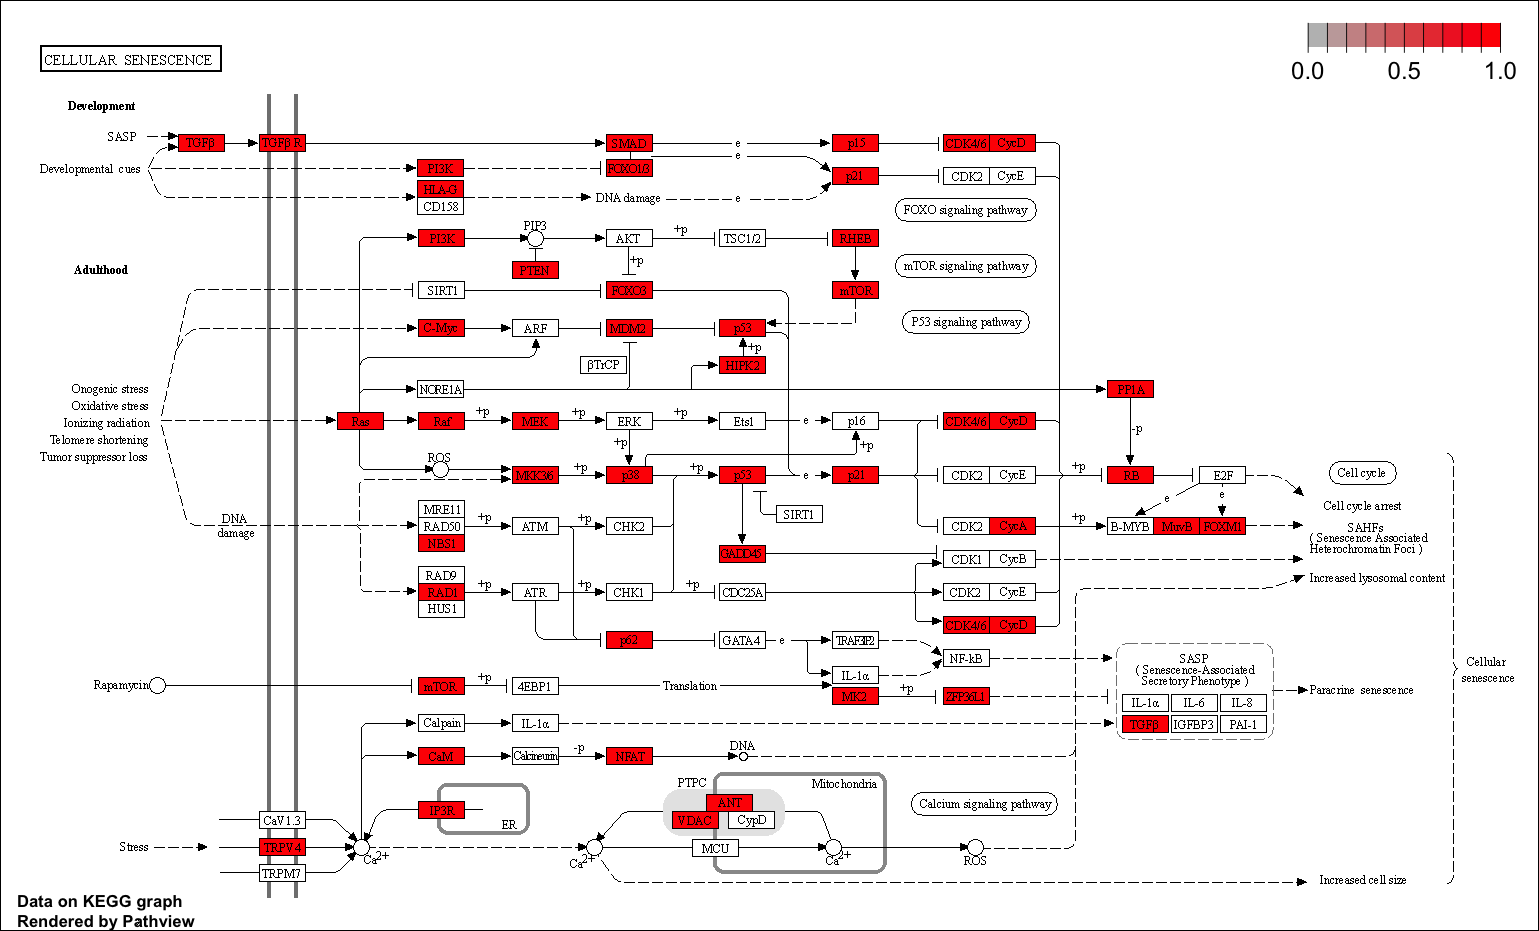 CELLULAR SENESCENCE
0.0 0.5 1.0
Development
SASP
TGFβ TGFβ R SMAD e p15 CDK4/6 CycD
e
Developmental cues PI3K FOXO1/3 p21 CDK2 CycE
HLA-G
CD158 DNA damage e
FOXO signaling pathway
PIP3
PI3K AKT +p TSC1/2 RHEB
Adulthood PTEN +p mTOR signaling pathway
SIRT1 FOXO3 mTOR
C-Myc ARF MDM2 p53 P53 signaling pathway
+p
βTrCP HIPK2
Onogenic stress NORE1A PP1A
Oxidative stress
Ionizing radiation Ras Raf +p MEK +p ERK +p Ets1 e p16 CDK4/6 CycD -p
Telomere shortening +p +p
Tumor suppressor loss
ROS MKK3/6 +p p38 +p p53 e p21 CDK2 CycE +p RB E2F Cell cycle
e e
Cell cycle arrest
MRE11 SIRT1
DNA RAD50 +p ATM CHK2 CDK2 CycA +p B-MYB MuvB FOXM1 SAHFs
damage NBS1 ( Senescence Associated
Heterochromatin Foci )
GADD45 CDK1 CycB
RAD9 Increased lysosomal content
RAD1 +p ATR +p CHK1 +p CDC25A CDK2 CycE
HUS1
CDK4/6 CycD
p62 GATA4 e TRAF3IP2
NF-kB SASP
IL-1α ( Senescence-Associated
Secretory Phenotype )
Cellular
senescence
Rapamycin mTOR +p 4EBP1 Translation
MK2 +p ZFP36L1 Paracrine senescence
IL-1α IL-6 IL-8
Calpain IL-1α TGFβ IGFBP3 PAI-1
CaM Calcineurin -p NFAT DNA
PTPC Mitochondria
IP3R ANT Calcium signaling pathway
ER VDAC CypD
CaV1.3
Stress TRPV4 Ca2+ Ca2+ MCU Ca2+ ROS
TRPM7
Increased cell size
Data on KEGG graph
Rendered by Pathview